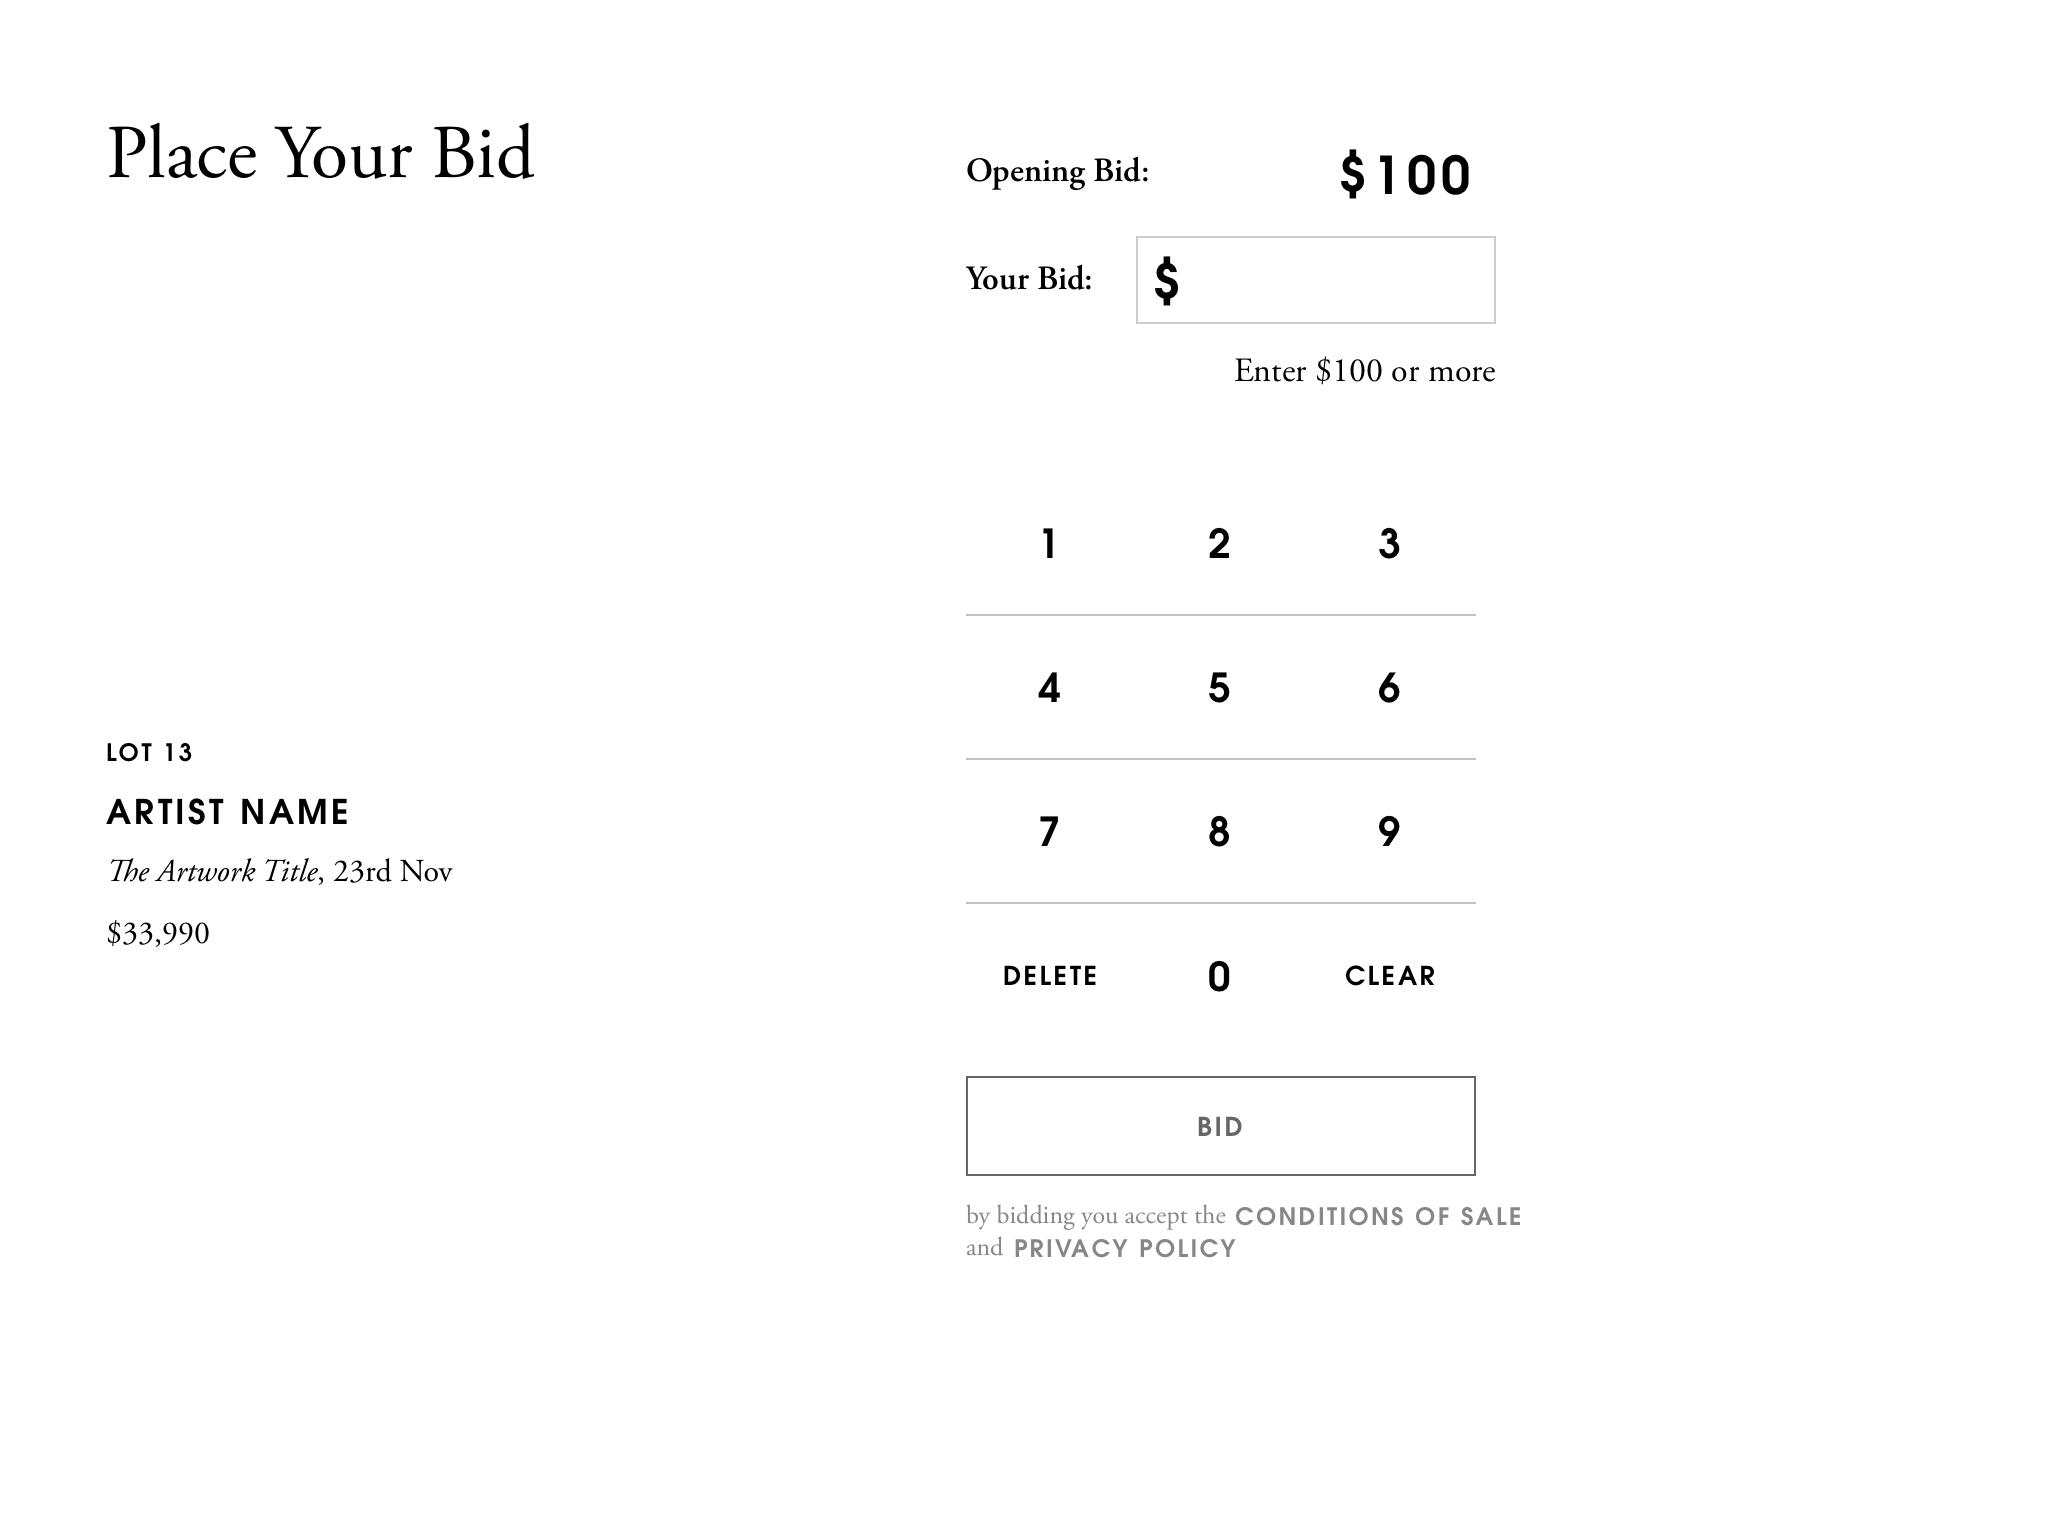 Place Your Bid
Opening Bid: $100
Your Bid: $
Enter $100 or more
1 2 3
4 5 6
LOT 13
ARTIST NAME
The Artwork Title, 23rd Nov
$33,990
7 8 9
DELETE 0 CLEAR
BID
by bidding you accept the CONDITIONS OF SALE
and PRIVACY POLICY